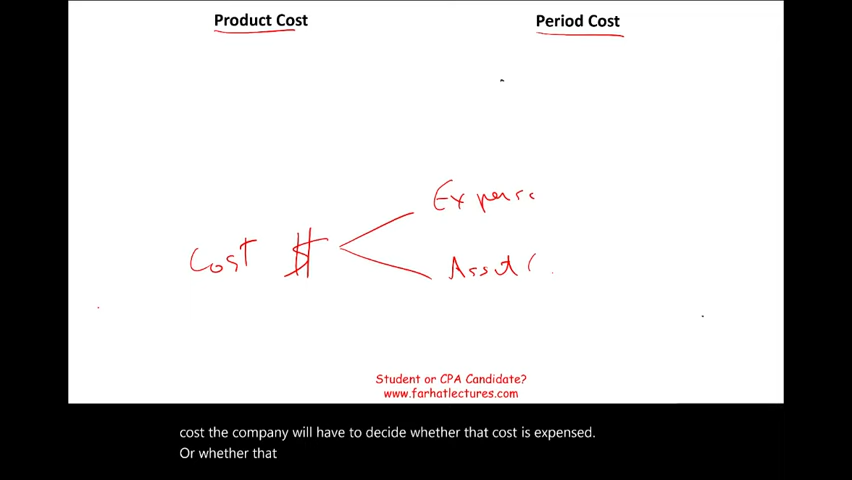 Product Cost
Period Cost
Expense
Cost $
Asset (
Student or CPA Candidate?
www.farhatlectures.com
cost the company will have to decide whether that cost is expensed.
Or whether that